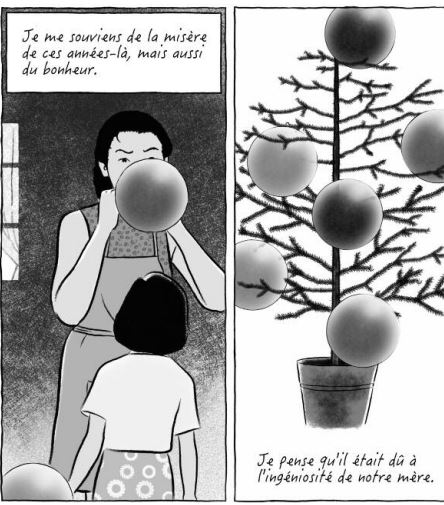 Je me souviens de la misère
de ces années-là, mais aussi
du bonheur.
Je pense qu'il était dû à
l'ingéniosité de notre mère.